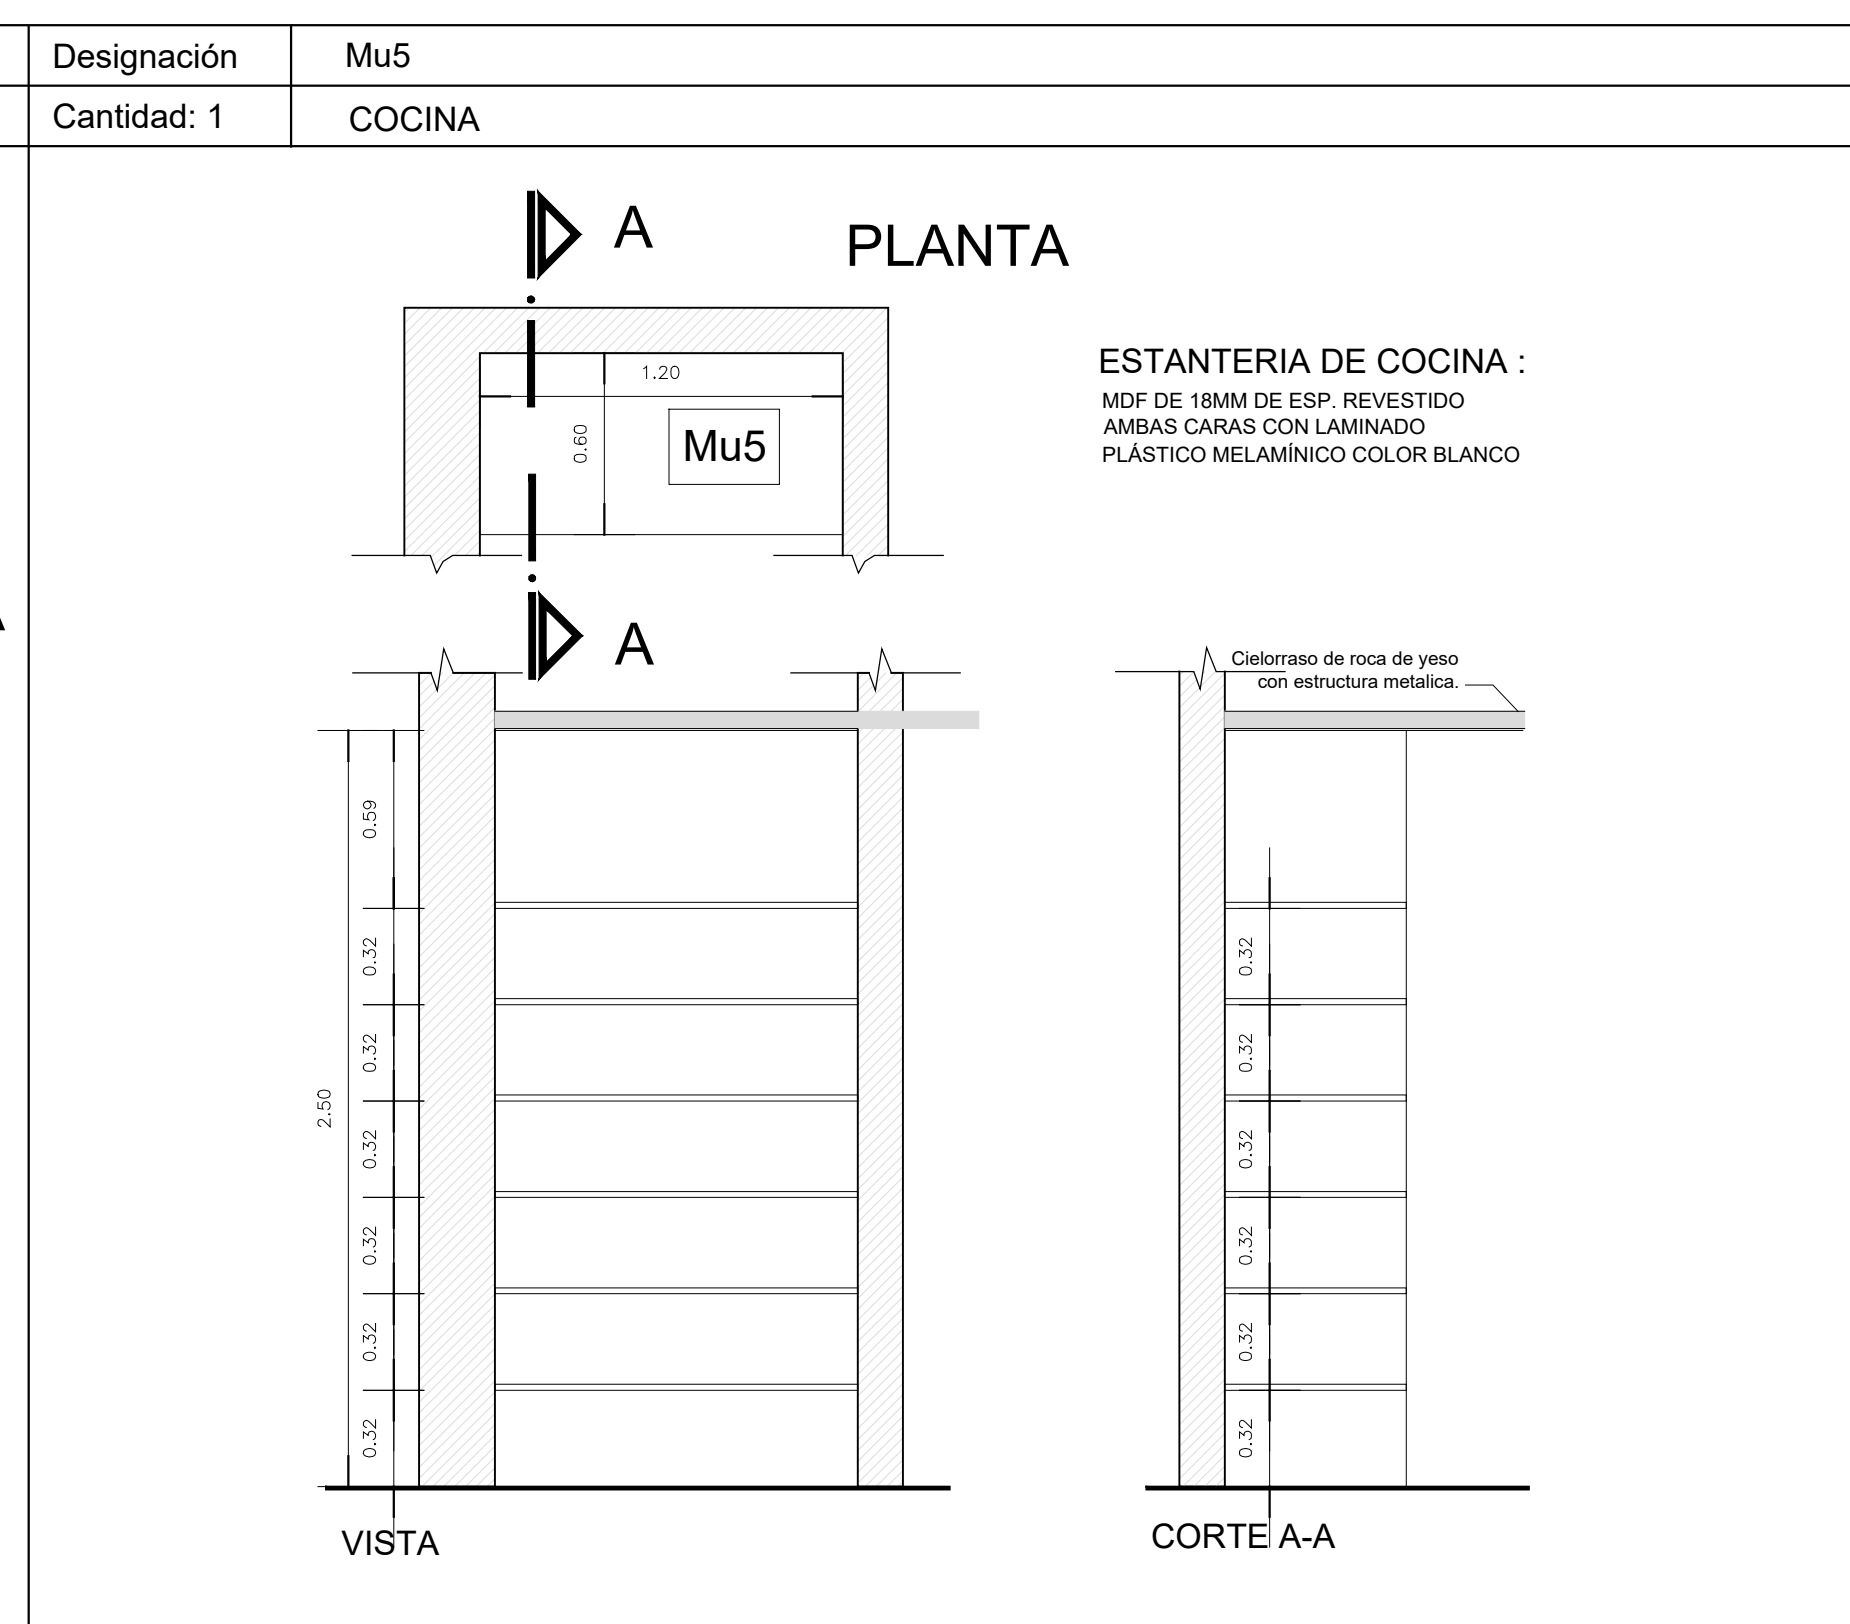 Designación
Mu5
Cantidad: 1
COCINA
A
PLANTA
1.20
0.60
Mu5
ESTANTERIA DE COCINA :
MDF DE 18MM DE ESP. REVESTIDO
AMBAS CARAS CON LAMINADO
PLÁSTICO MELAMÍNICO COLOR BLANCO
A
Cielorraso de roca de yeso
con estructura metalica.
2.50
0.59
0.32
0.32
0.32
0.32
0.32
0.32
0.32
0.32
0.32
0.32
0.32
0.32
VISTA
CORTE A-A